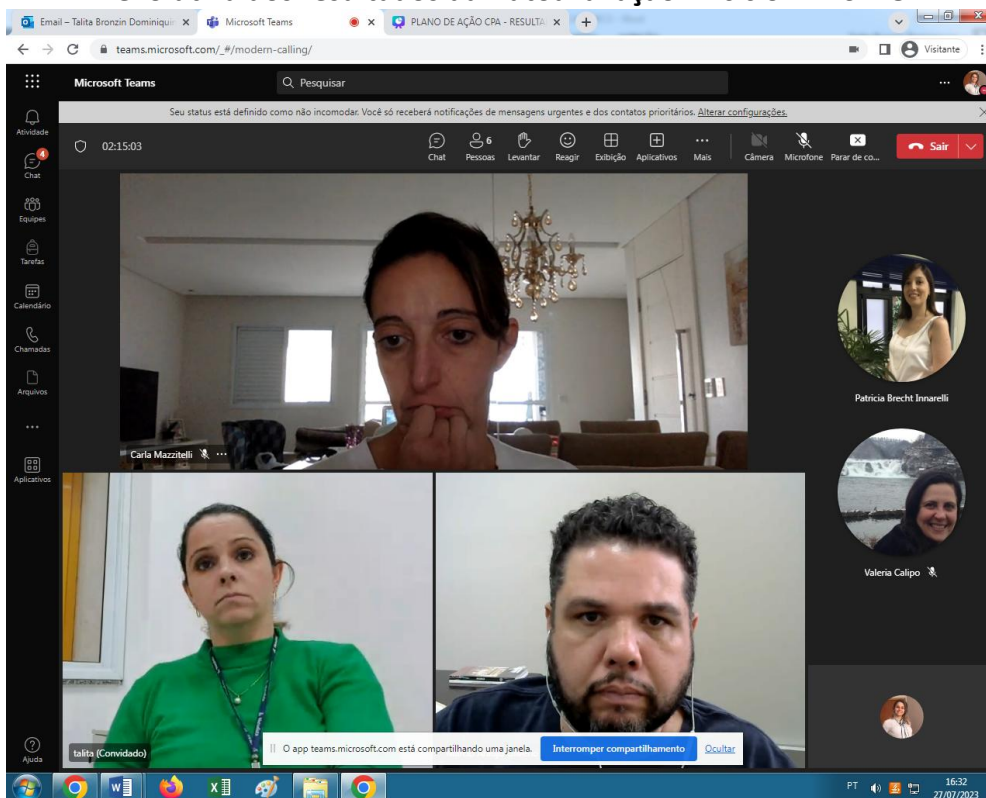 Email – Talita Bronzin Dominiqui
Microsoft Teams
PLANO DE AÇÃO CPA - RESULTA
teams.microsoft.com/_#/modern-calling/
Visitante
Microsoft Teams
Pesquisar
Seu status está definido como não incomodar. Você só receberá notificações de mensagens urgentes e dos contatos prioritários. Alterar configurações.
02:15:03
6
Chat
Pessoas
Levantar
Reagir
Exibição
Aplicativos
Mais
Câmera
Microfone
Parar de co...
Sair
Atividade
4
Chat
Equipes
Tarefas
Calendário
Chamadas
Arquivos
Aplicativos
Ajuda
Carla Mazzitelli
Patricia Brecht Innarelli
Valeria Calipo
talita (Convidado)
O app teams.microsoft.com está compartilhando uma janela.
Interromper compartilhamento
Ocultar
PT
16:32
27/07/2023